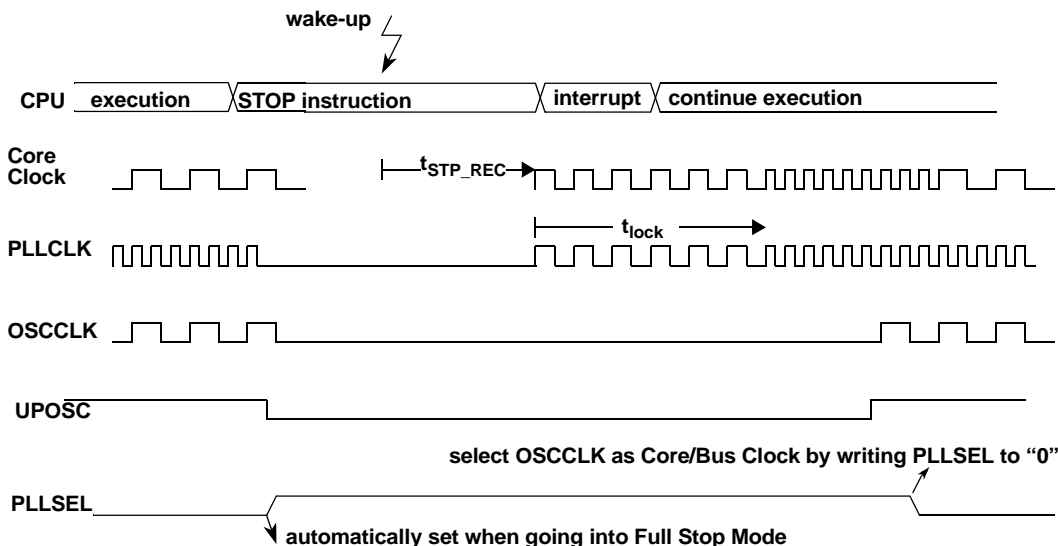 wake-up
CPU execution STOP instruction interrupt continue execution
Core
Clock
tSTP_REC
tlock
PLLCLK
OSCCLK
UPOSC
select OSCCLK as Core/Bus Clock by writing PLLSEL to “0”
PLLSEL
automatically set when going into Full Stop Mode